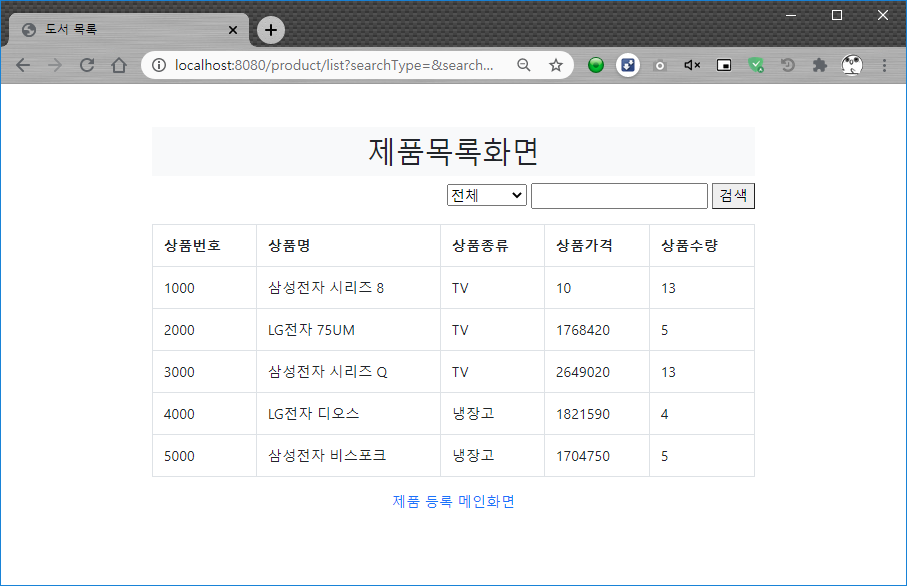 도서 목록
localhost:8080/product/list?searchType=&search...
제품목록화면
전체 검색
상품번호 상품명 상품종류 상품가격 상품수량
1000 삼성전자 시리즈 8 TV 10 13
2000 LG전자 75UM TV 1768420 5
3000 삼성전자 시리즈 Q TV 2649020 13
4000 LG전자 디오스 냉장고 1821590 4
5000 삼성전자 비스포크 냉장고 1704750 5
제품 등록 메인화면